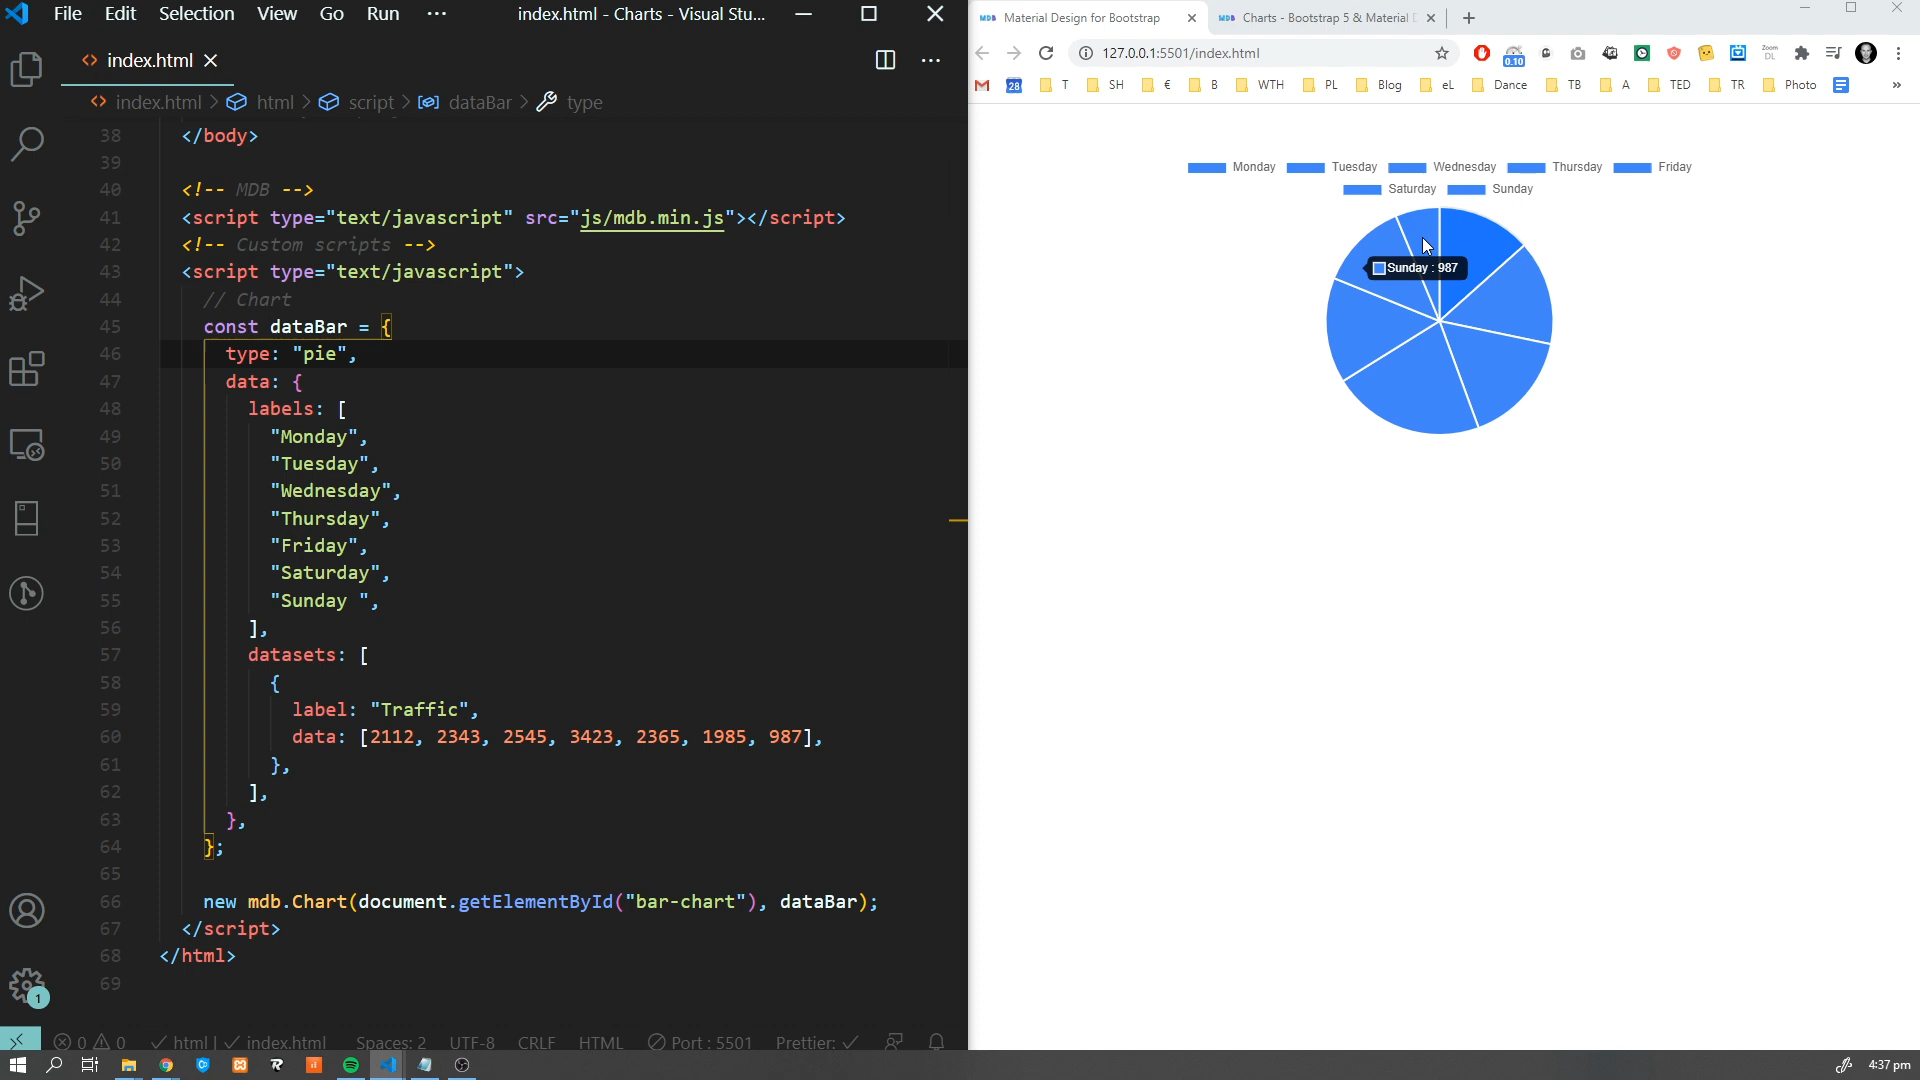 File Edit Selection View Go Run ··· index.html - Charts - Visual Stu...
index.html
index.html > html > script > dataBar > type
38 </body>
39
40 <!-- MDB -->
41 <script type="text/javascript" src="js/mdb.min.js"></script>
42 <!-- Custom scripts -->
43 <script type="text/javascript">
44 // Chart
45 const dataBar = {
46 type: "pie",
47 data: {
48 labels: [
49 "Monday",
50 "Tuesday",
51 "Wednesday",
52 "Thursday",
53 "Friday",
54 "Saturday",
55 "Sunday ",
56 ],
57 datasets: [
58 {
59 label: "Traffic",
60 data: [2112, 2343, 2545, 3423, 2365, 1985, 987],
61 },
62 ],
63 },
64 };
65
66 new mdb.Chart(document.getElementById("bar-chart"), dataBar);
67 </script>
68 </html>
69
1
0 0 html | index.html Spaces: 2 UTF-8 CRLF HTML Port : 5501 Prettier:
MDB Material Design for Bootstrap MDB Charts - Bootstrap 5 & Material
127.0.0.1:5501/index.html 0.10 Zoom DL
28 T SH € B WTH PL Blog eL Dance TB A TED TR Photo »
Monday Tuesday Wednesday Thursday Friday
Saturday Sunday
Sunday : 987
4:37 pm